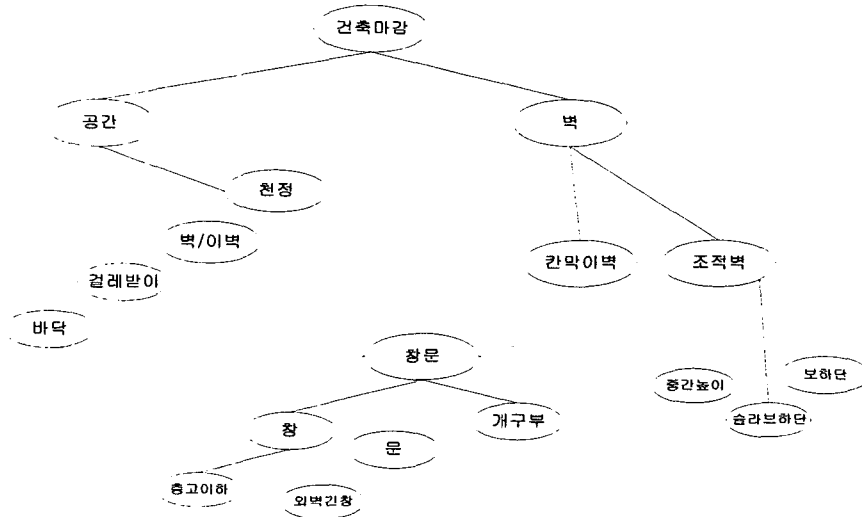 건축마감
공간
벽
천정
벽/이벽
칸막이벽
조적벽
걸레받이
바닥
창문
중간높이
보하단
창
개구부
슬라브하단
문
층고이하
외벽긴창